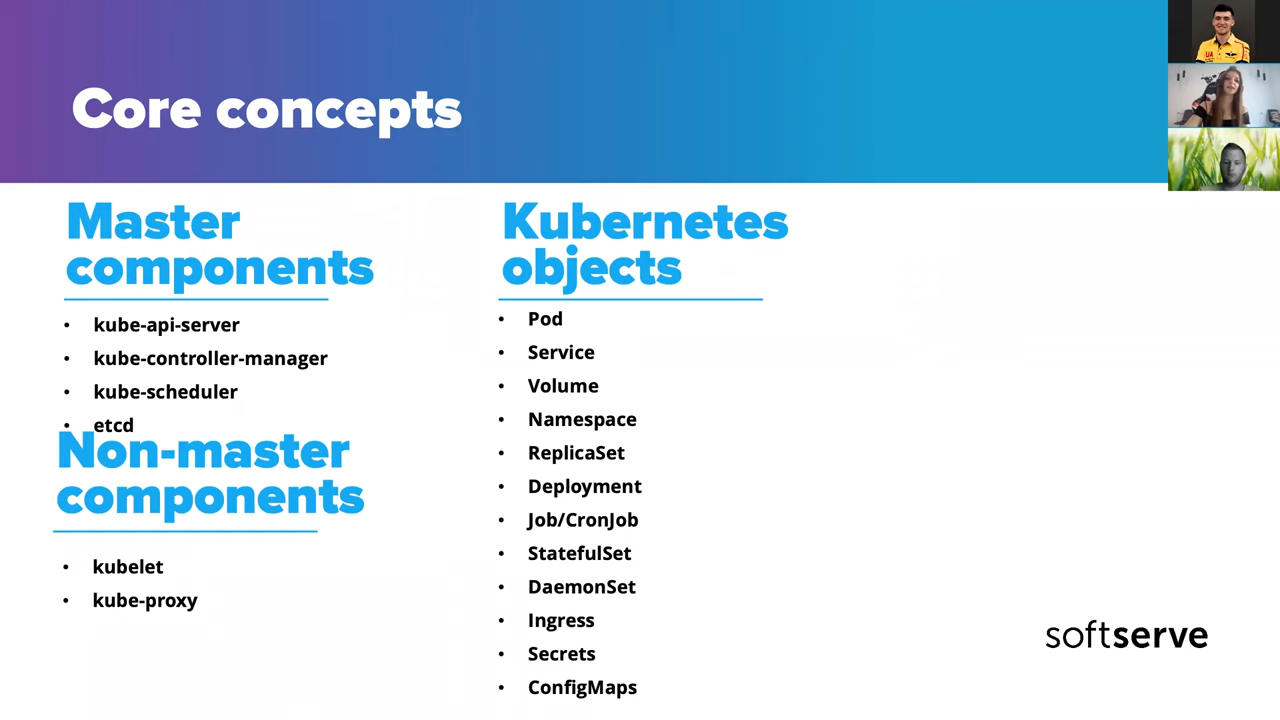 Core concepts
Master
components
• kube-api-server
• kube-controller-manager
• kube-scheduler
• etcd
Non-master
components
• kubelet
• kube-proxy
Kubernetes
objects
• Pod
• Service
• Volume
• Namespace
• ReplicaSet
• Deployment
• Job/CronJob
• StatefulSet
• DaemonSet
• Ingress
• Secrets
• ConfigMaps
softserve
UA